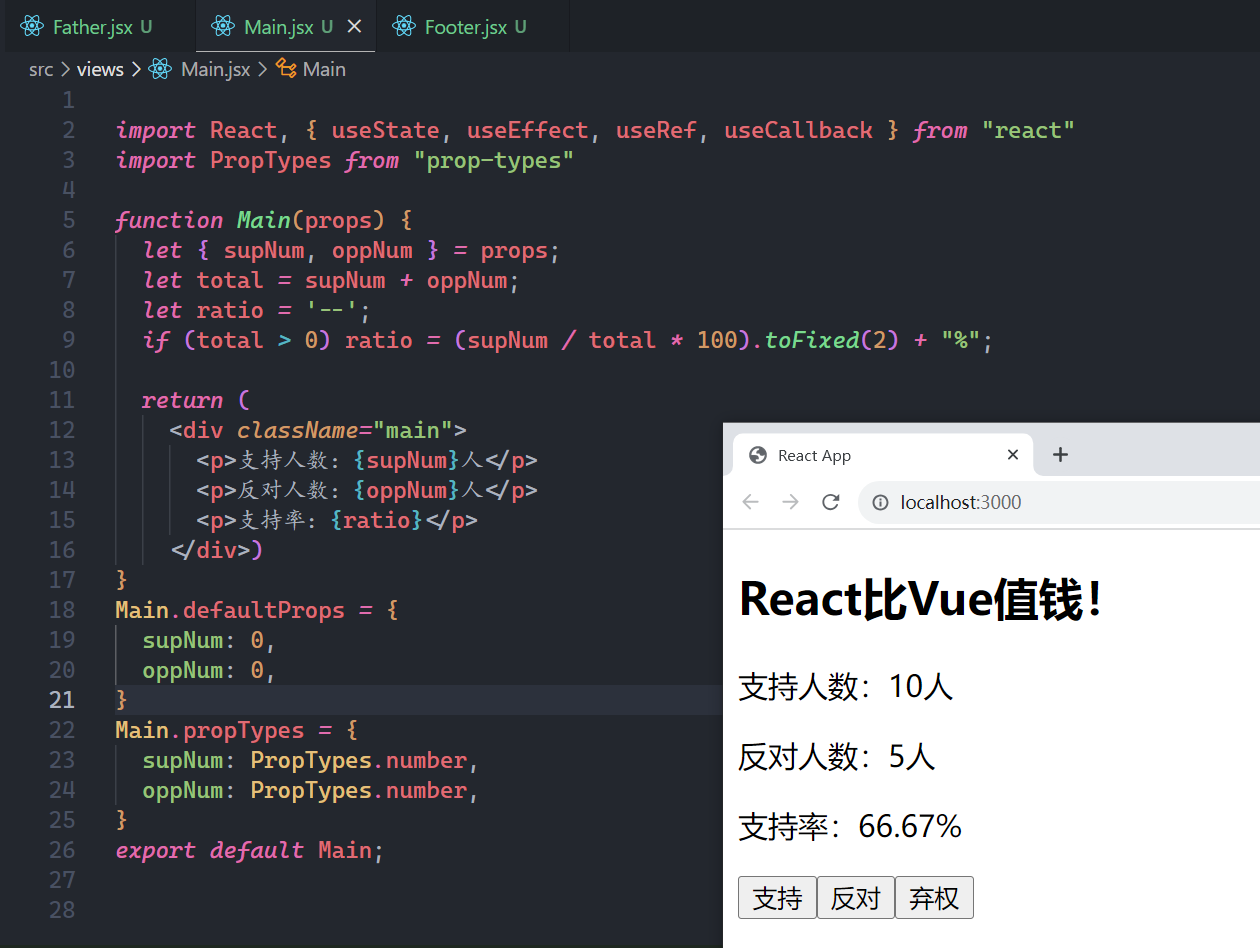 Father.jsx U Main.jsx U Footer.jsx U
src > views > Main.jsx > Main
1
2 import React, { useState, useEffect, useRef, useCallback } from "react"
3 import PropTypes from "prop-types"
4
5 function Main(props) {
6 let { supNum, oppNum } = props;
7 let total = supNum + oppNum;
8 let ratio = '--';
9 if (total > 0) ratio = (supNum / total * 100).toFixed(2) + "%";
10
11 return (
12 <div className="main">
13 <p>支持人数：{supNum}人</p>
14 <p>反对人数：{oppNum}人</p>
15 <p>支持率：{ratio}</p>
16 </div>)
17 }
18 Main.defaultProps = {
19 supNum: 0,
20 oppNum: 0,
21 }
22 Main.propTypes = {
23 supNum: PropTypes.number,
24 oppNum: PropTypes.number,
25 }
26 export default Main;
27
28
React App
localhost:3000
React比Vue值钱！
支持人数：10人
反对人数：5人
支持率：66.67%
支持 反对 弃权